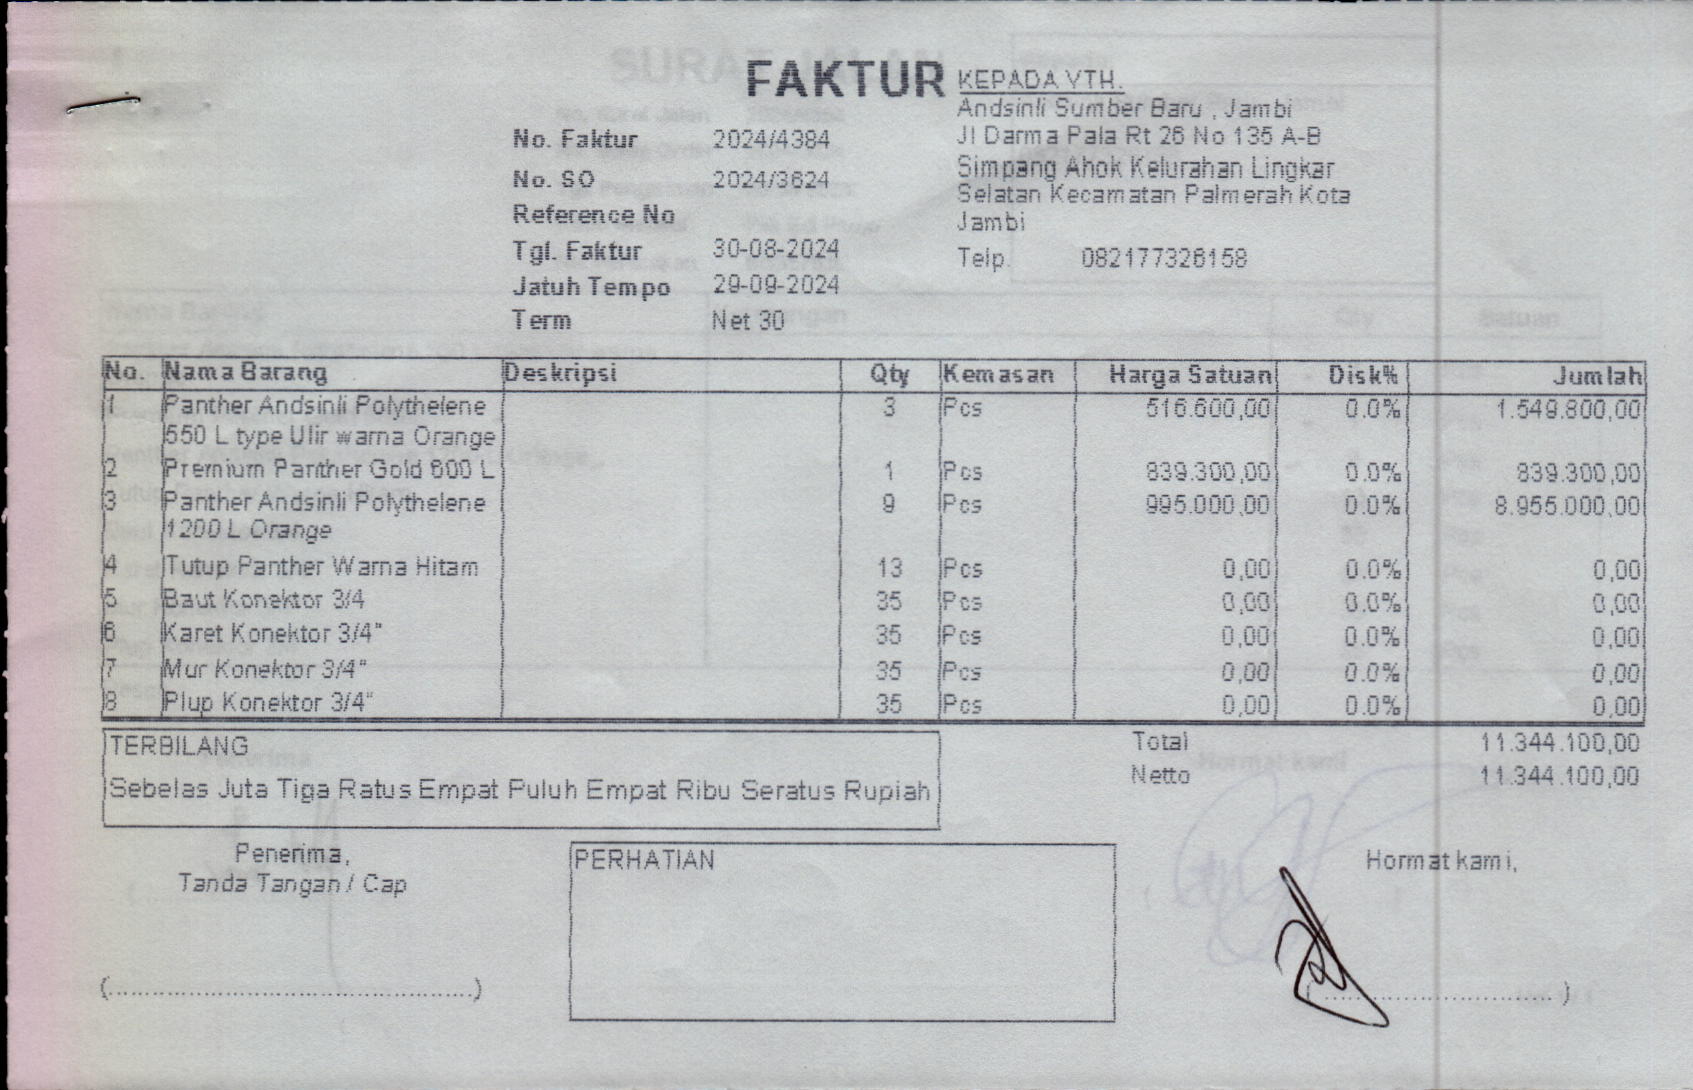 FAKTUR
No. Faktur 2024/4384
No. SO 2024/3624
Reference No
Tgl. Faktur 30-08-2024
Jatuh Tempo 29-09-2024
Term Net 30
KEPADA YTH.
Andsinli Sumber Baru , Jambi
Jl Darma Pala Rt 26 No 135 A-B
Simpang Ahok Kelurahan Lingkar
Selatan Kecamatan Palmerah Kota
Jambi
Telp. 082177326158
No. Nama Barang Deskripsi Qty Kemasan Harga Satuan Disk% Jumlah
1 Panther Andsinli Polythelene 3 Pcs 516.600,00 0.0% 1.549.800,00
550 L type Ulir warna Orange
2 Premium Panther Gold 600 L 1 Pcs 839.300,00 0.0% 839.300,00
3 Panther Andsinli Polythelene 9 Pcs 995.000,00 0.0% 8.955.000,00
1200 L Orange
4 Tutup Panther Warna Hitam 13 Pcs 0,00 0.0% 0,00
5 Baut Konektor 3/4 35 Pcs 0,00 0.0% 0,00
6 Karet Konektor 3/4" 35 Pcs 0,00 0.0% 0,00
7 Mur Konektor 3/4" 35 Pcs 0,00 0.0% 0,00
8 Plup Konektor 3/4" 35 Pcs 0,00 0.0% 0,00
TERBILANG
Sebelas Juta Tiga Ratus Empat Puluh Empat Ribu Seratus Rupiah
Total 11.344.100,00
Netto 11.344.100,00
Penerima,
Tanda Tangan / Cap
(..............................................)
PERHATIAN
Hormat kami,
(..............................)